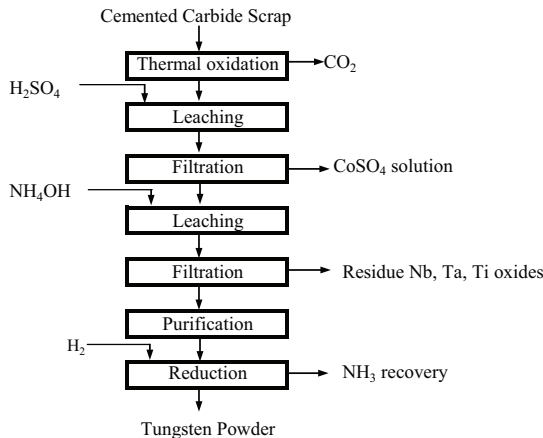 Cemented Carbide Scrap
Thermal oxidation
CO₂
H₂SO₄
Leaching
Filtration
CoSO₄ solution
NH₄OH
Leaching
Filtration
Residue Nb, Ta, Ti oxides
Purification
H₂
Reduction
NH₃ recovery
Tungsten Powder